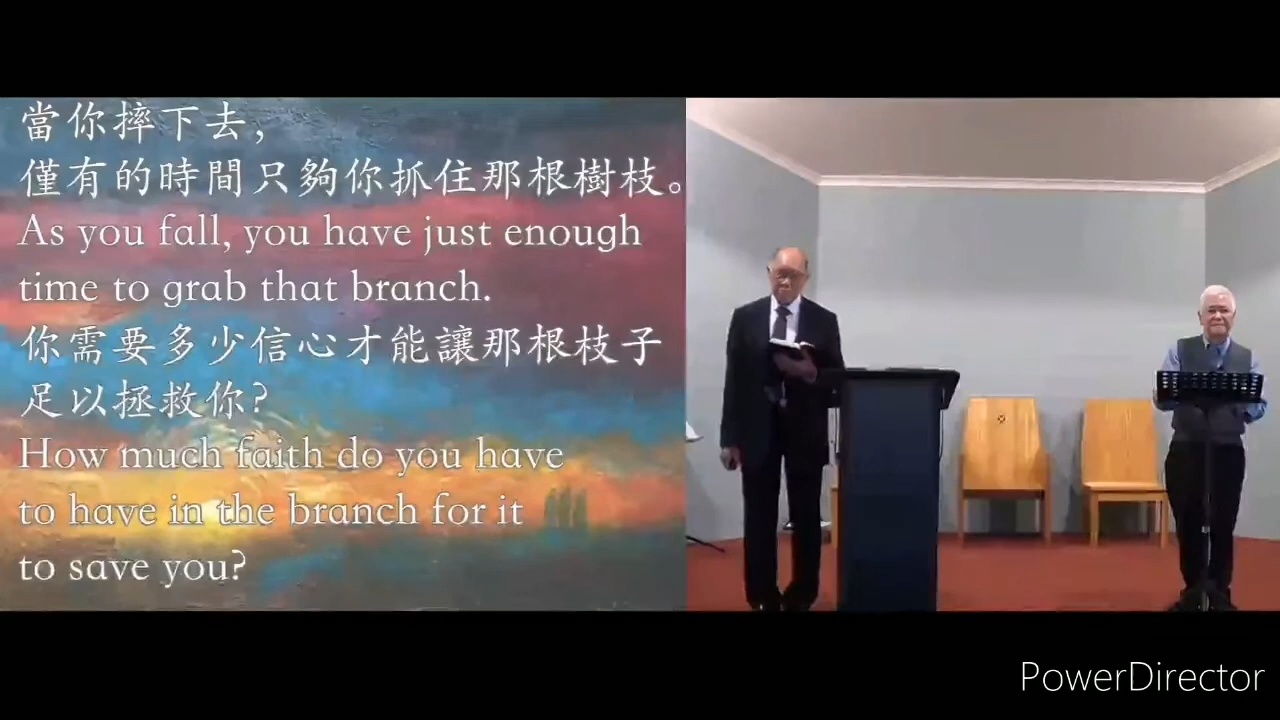 當你摔下去，
僅有的時間只夠你抓住那根樹枝。
As you fall, you have just enough
time to grab that branch.
你需要多少信心才能讓那根枝子
足以拯救你？
How much faith do you have
to have in the branch for it
to save you?
PowerDirector